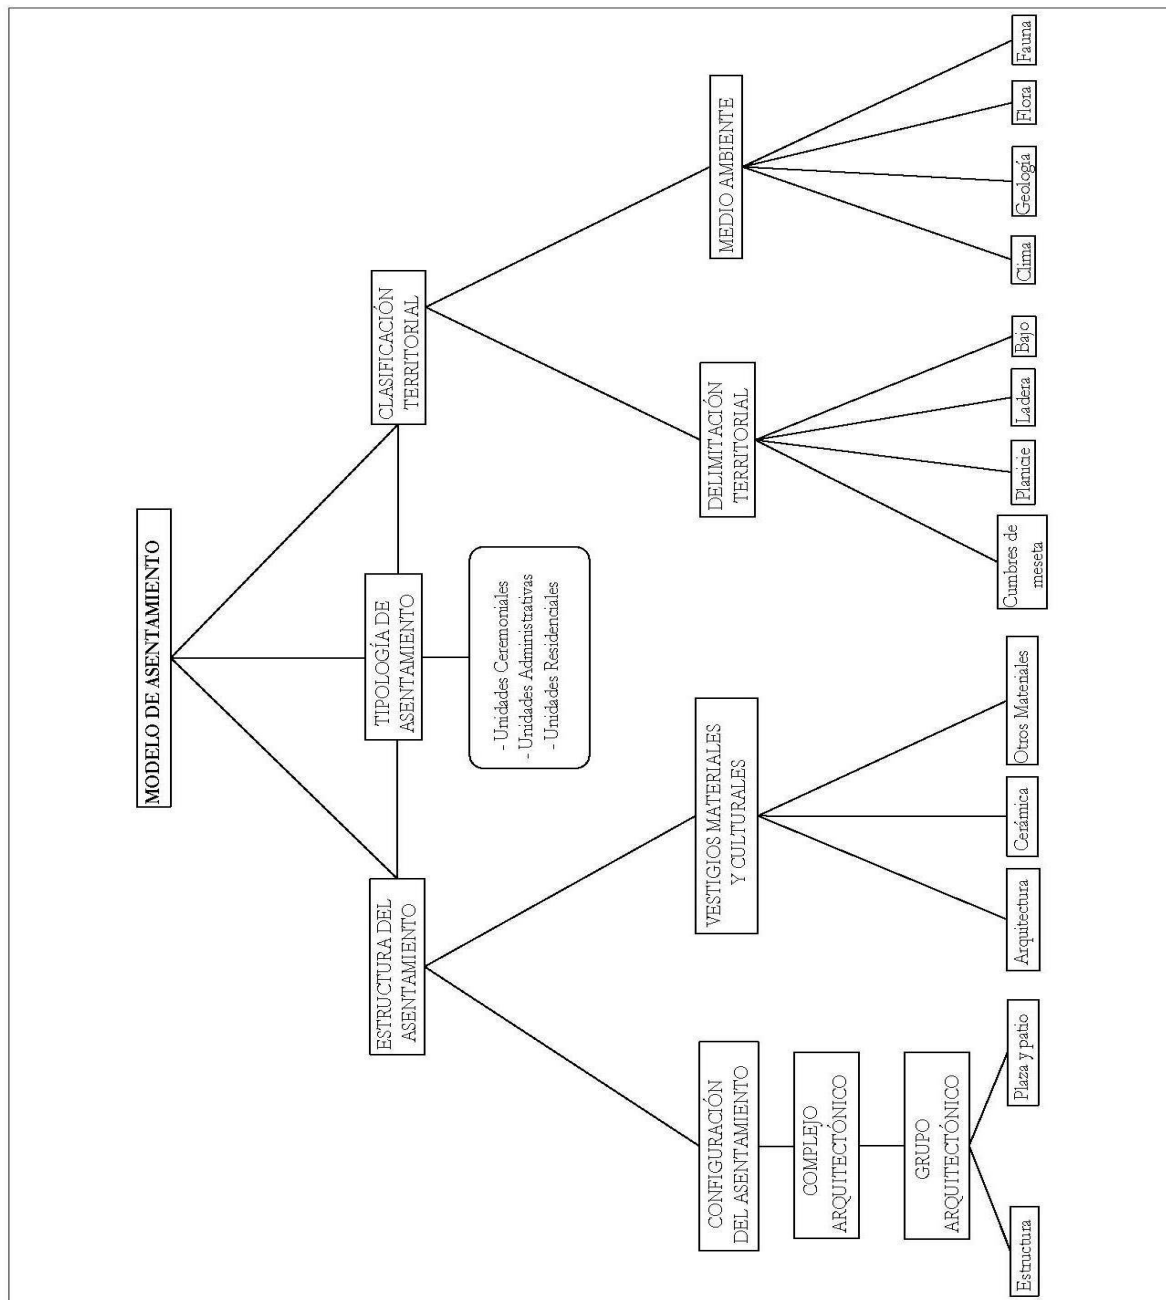 MODELO DE ASENTAMIENTO
ESTRUCTURA DEL
ASENTAMIENTO
TIPOLOGÍA DE
ASENTAMIENTO
CLASIFICACIÓN
TERRITORIAL
- Unidades Ceremoniales
- Unidades Administrativas
- Unidades Residenciales
CONFIGURACIÓN
DEL ASENTAMIENTO
VESTIGIOS MATERIALES
Y CULTURALES
DELIMITACIÓN
TERRITORIAL
MEDIO AMBIENTE
COMPLEJO
ARQUITECTÓNICO
GRUPO
ARQUITECTÓNICO
Estructura
Plaza y patio
Arquitectura
Cerámica
Otros Materiales
Cumbres de
meseta
Planicie
Ladera
Bajo
Clima
Geología
Flora
Fauna